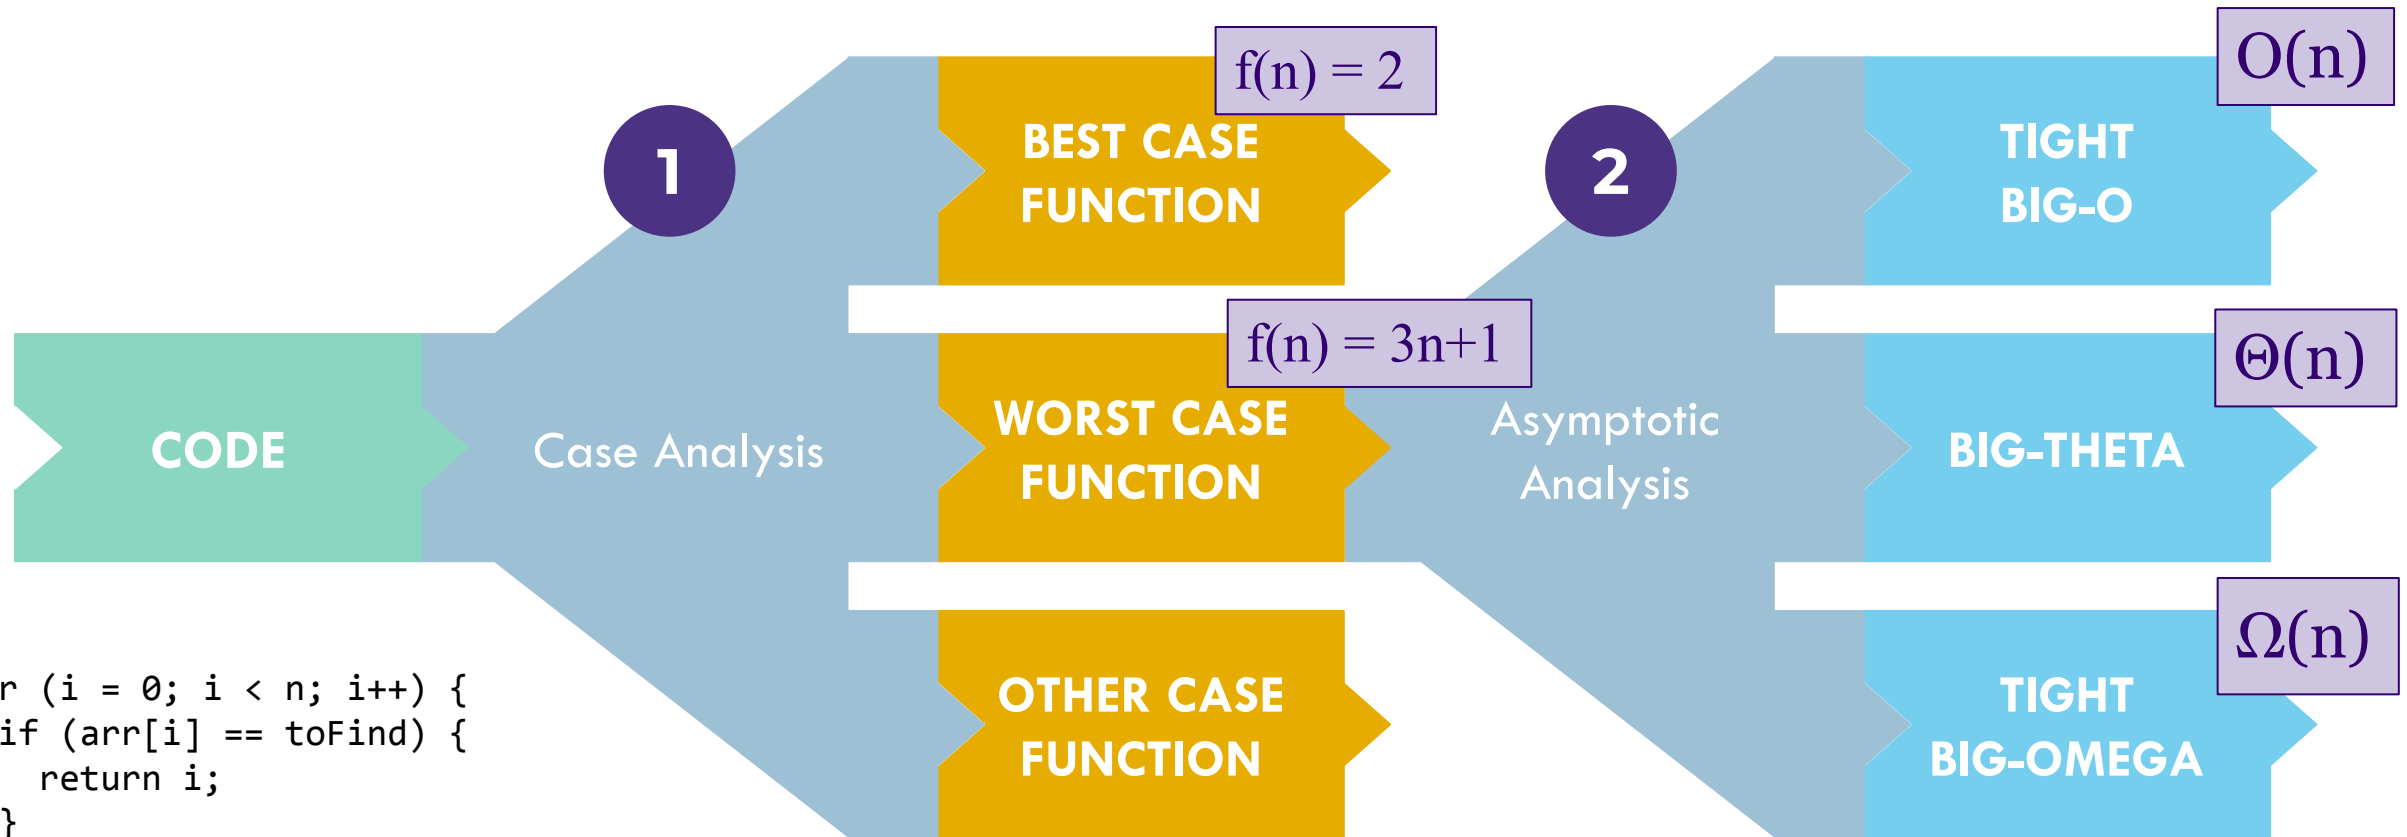 f(n) = 2
O(n)
1
BEST CASE
FUNCTION
2
TIGHT
BIG-O
f(n) = 3n+1
Θ(n)
CODE
Case Analysis
WORST CASE
FUNCTION
Asymptotic
Analysis
BIG-THETA
Ω(n)
r (i = 0; i < n; i++) {
if (arr[i] == toFind) {
return i;
}
OTHER CASE
FUNCTION
TIGHT
BIG-OMEGA